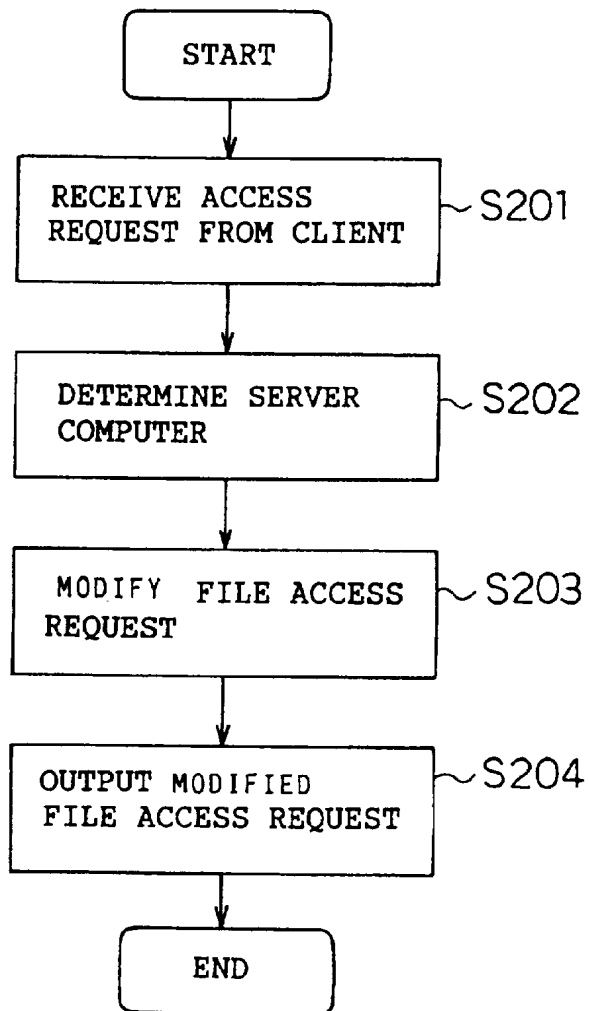 START
RECEIVE ACCESS
REQUEST FROM CLIENT
S201
DETERMINE SERVER
COMPUTER
S202
MODIFY FILE ACCESS
REQUEST
S203
OUTPUT MODIFIED
FILE ACCESS REQUEST
S204
END